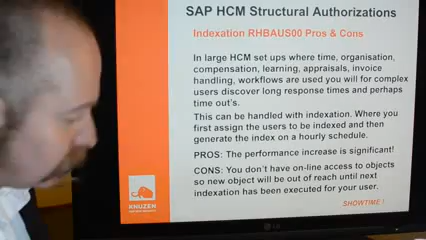 SAP HCM Structural Authorizations
Indexation RHBAUS00 Pros & Cons
In large HCM set ups where time, organisation,
compensation, learning, appraisals, invoice
handling, workflows are used you will for complex
users discover long response times and perhaps
time out's.
This can be handled with indexation. Where you
first assign the users to be indexed and then
generate the index on a hourly schedule.
PROS: The performance increase is significant!
CONS: You don't have on-line access to objects
so new object will be out of reach until next
indexation has been executed for your user.
SHOWTIME !
KNUZEN
LG